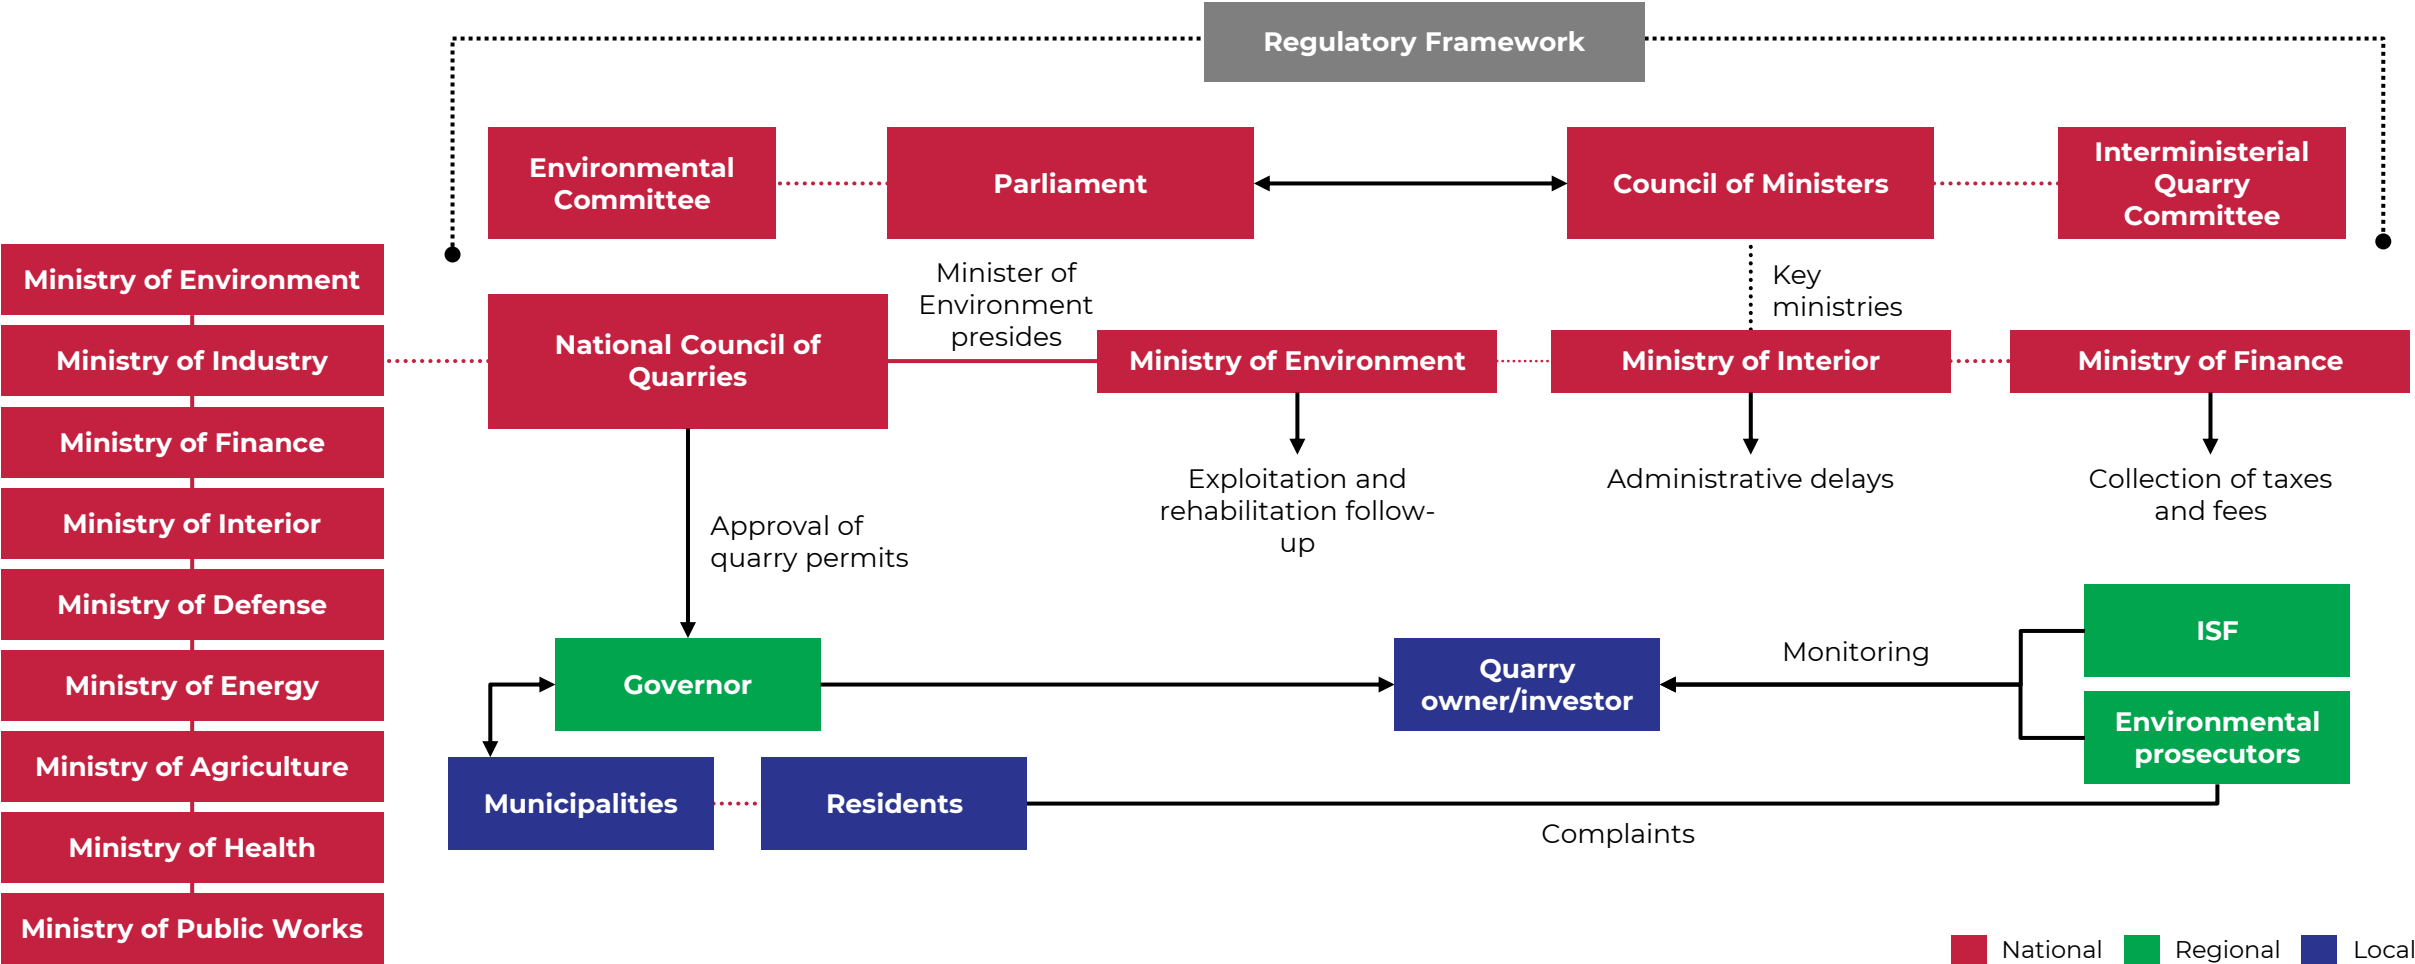 Regulatory Framework
Environmental
Committee
Parliament
Council of Ministers
Interministerial
Quarry
Committee
Ministry of Environment
Ministry of Industry
Ministry of Finance
Ministry of Interior
Ministry of Defense
Ministry of Energy
Ministry of Agriculture
Ministry of Health
Ministry of Public Works
National Council of
Quarries
Minister of
Environment
presides
Key
ministries
Ministry of Environment
Ministry of Interior
Ministry of Finance
Exploitation and
rehabilitation follow-
up
Administrative delays
Collection of taxes
and fees
Approval of
quarry permits
Governor
Quarry
owner/investor
Monitoring
ISF
Environmental
prosecutors
Municipalities
Residents
Complaints
National
Regional
Local